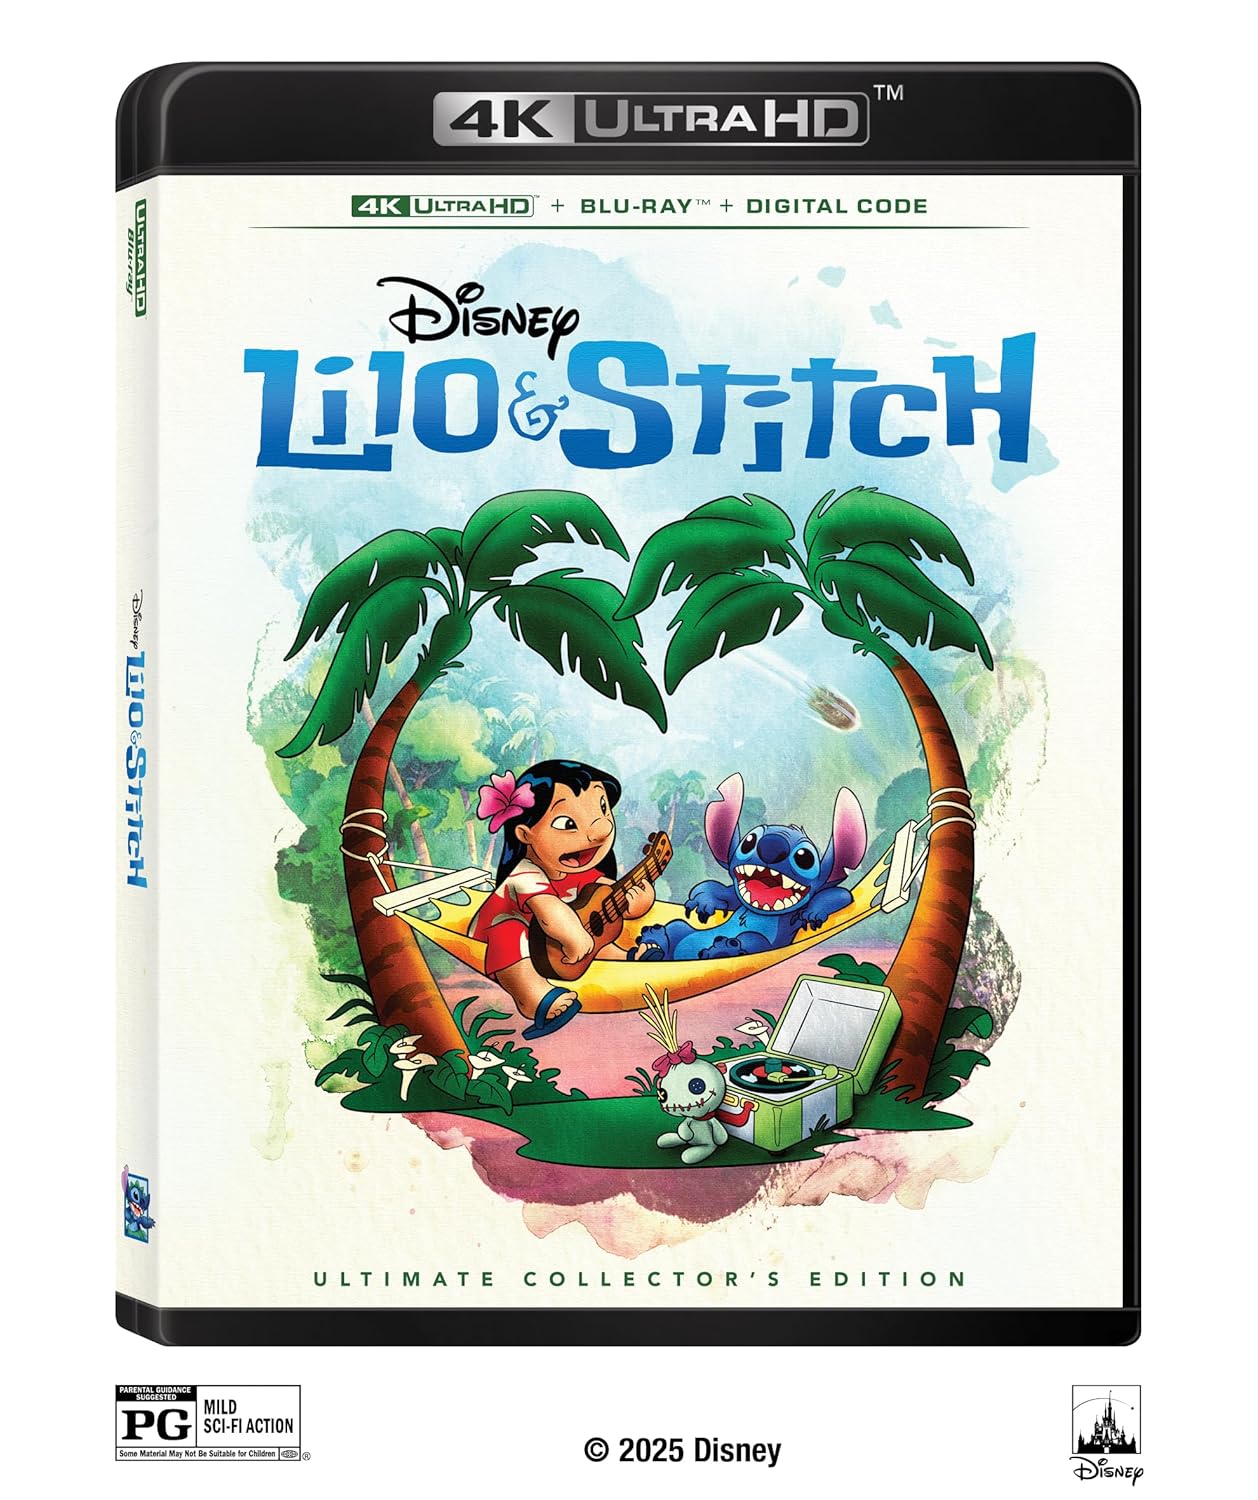 4K ULTRA HD™
4K ULTRA HD™ + BLU-RAY™ + DIGITAL CODE
Disney
Lilo & Stitch
ULTIMATE COLLECTOR'S EDITION
ULTRA HD
Blu-ray™
Disney
Lilo & Stitch
PARENTAL GUIDANCE
SUGGESTED
PG
MILD
SCI-FI ACTION
Some Material May Not Be Suitable for Children
®
© 2025 Disney
Disney